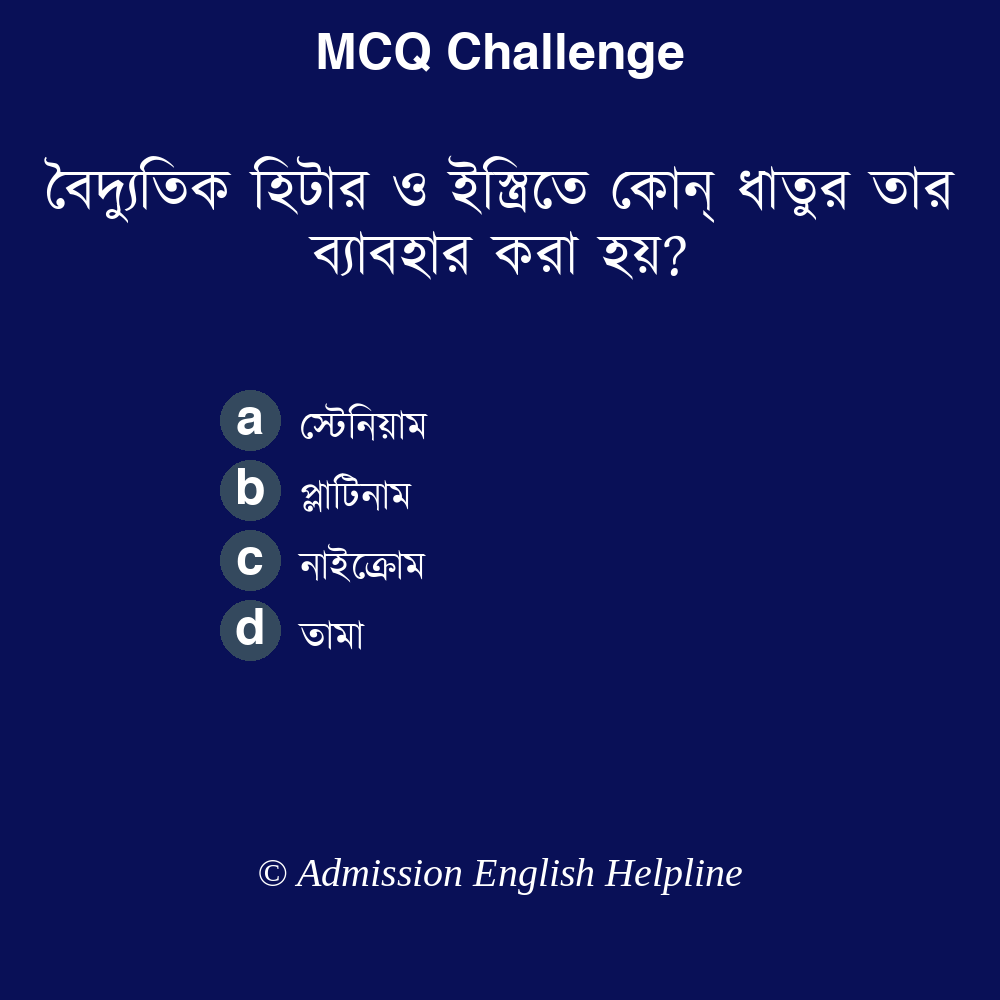 MCQ Challenge
বৈদ্যুতিক হিটার ও ইস্ত্রিতে কোন্ ধাতুর তার
ব্যাবহার করা হয়?
a স্টেনিয়াম
b প্লাটিনাম
c নাইক্রোম
d তামা
© Admission English Helpline